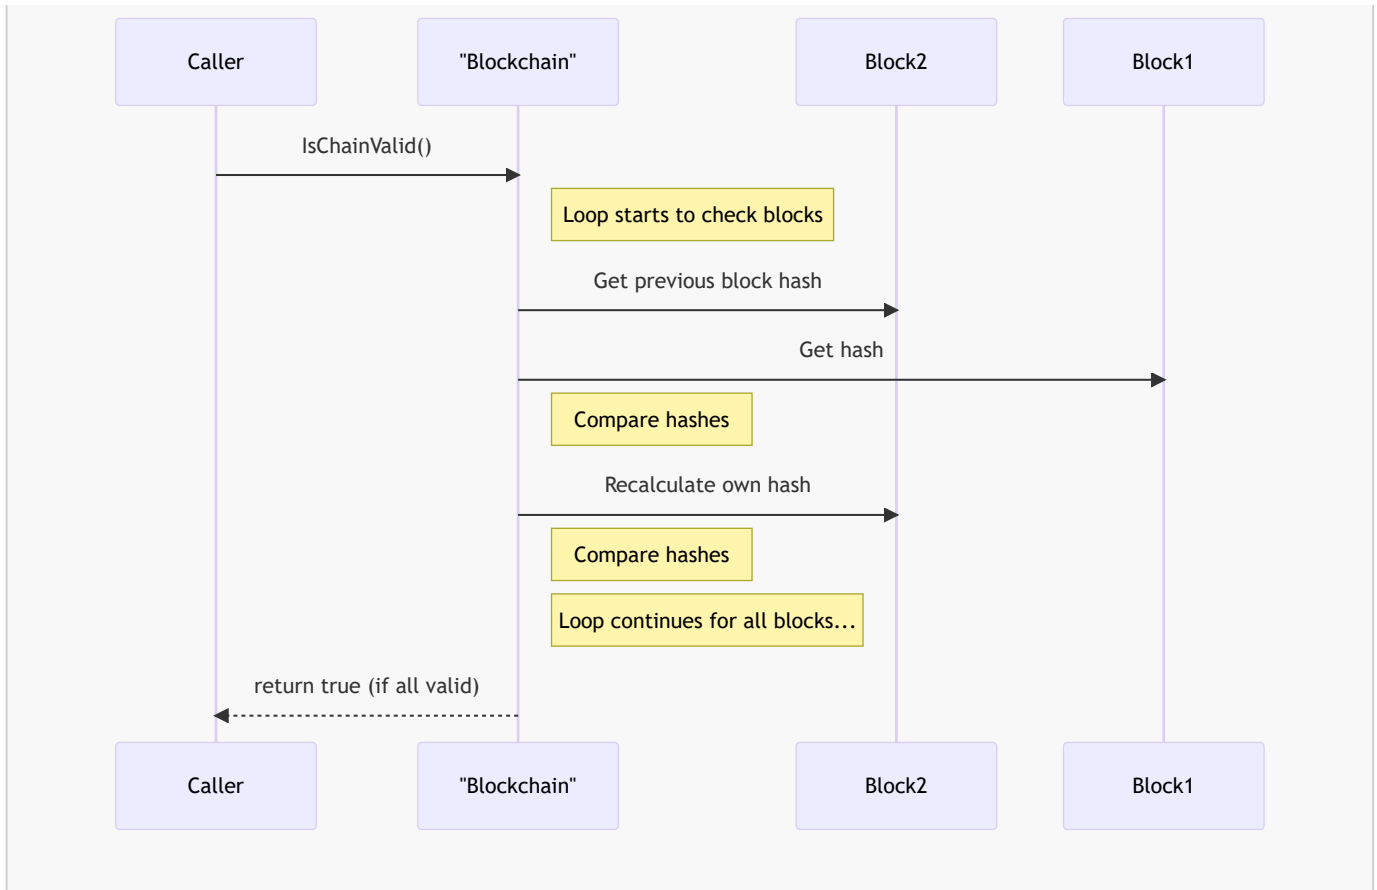 Caller
"Blockchain"
Block2
Block1
IsChainValid()
Loop starts to check blocks
Get previous block hash
Get hash
Compare hashes
Recalculate own hash
Compare hashes
Loop continues for all blocks...
return true (if all valid)
Caller
"Blockchain"
Block2
Block1